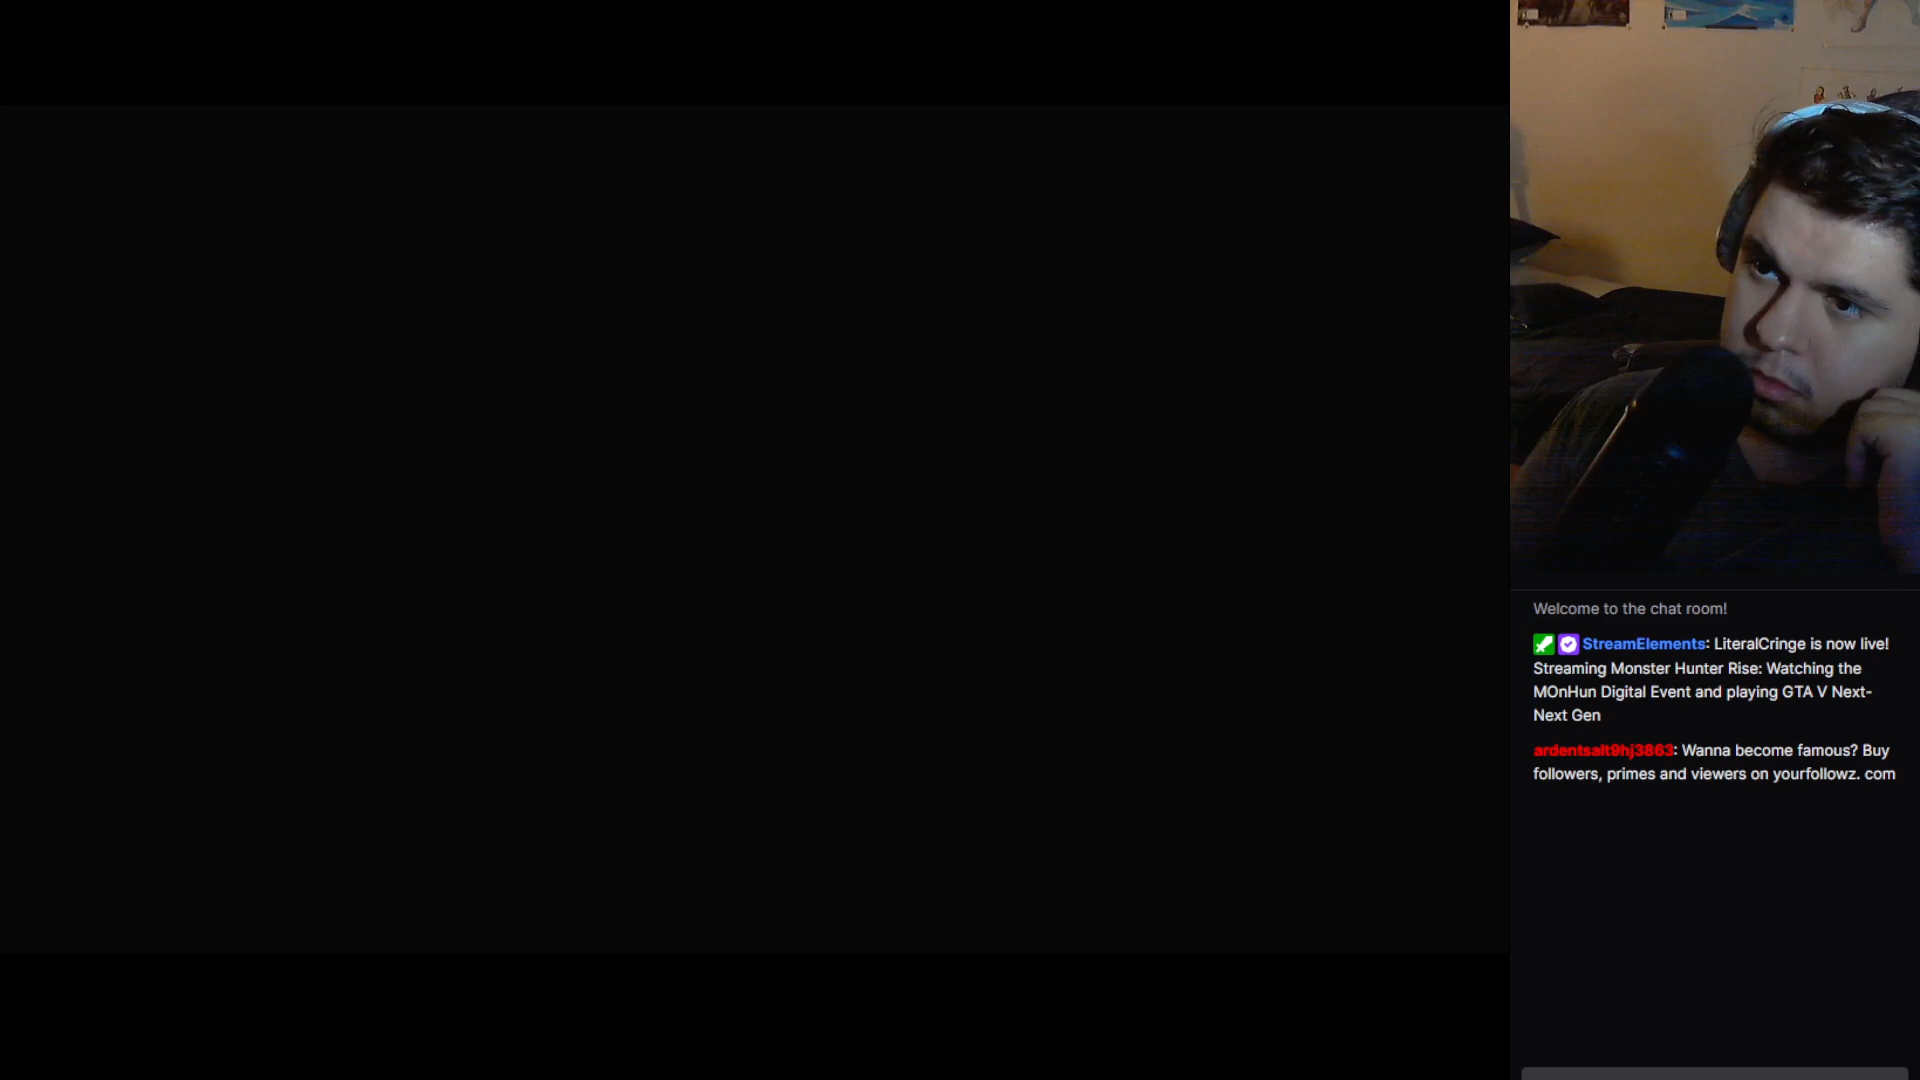 Welcome to the chat room!
StreamElements: LiteralCringe is now live!
Streaming Monster Hunter Rise: Watching the
MOnHun Digital Event and playing GTA V Next-
Next Gen
ardentsalt9hj3863: Wanna become famous? Buy
followers, primes and viewers on yourfollowz. com